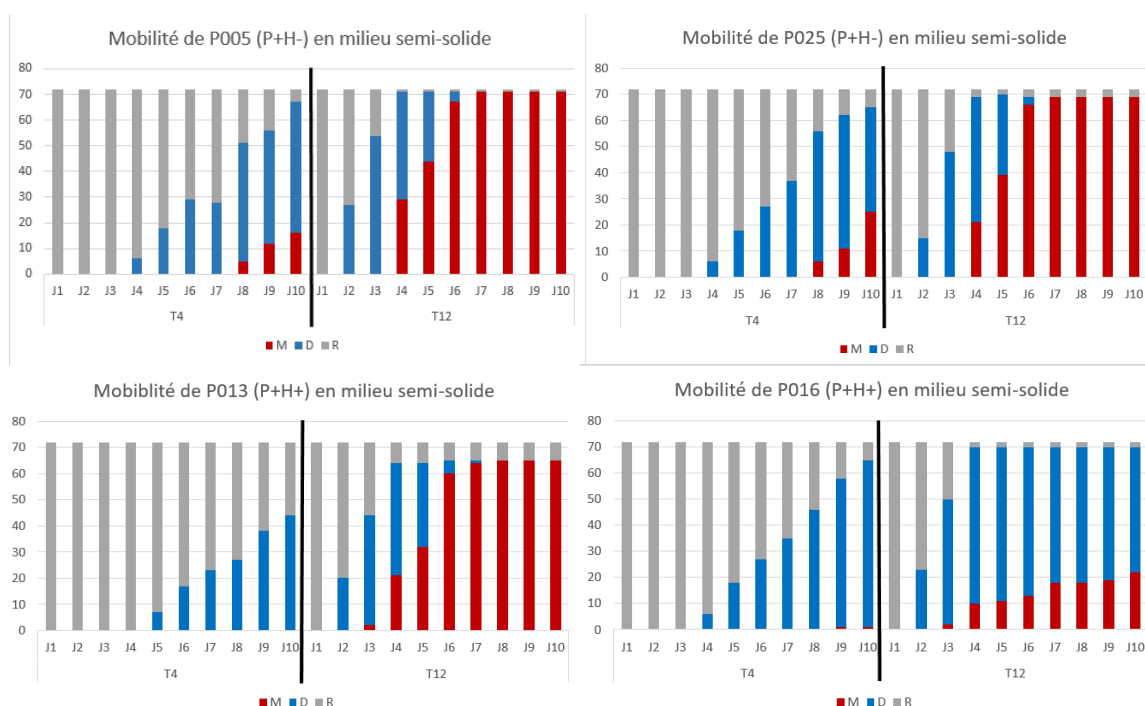 Mobilité de P005 (P+H-) en milieu semi-solide
80
70
60
50
40
30
20
10
0
J1 J2 J3 J4 J5 J6 J7 J8 J9 J10 J1 J2 J3 J4 J5 J6 J7 J8 J9 J10
T4 T12
M D R
Mobilité de P025 (P+H-) en milieu semi-solide
80
70
60
50
40
30
20
10
0
J1 J2 J3 J4 J5 J6 J7 J8 J9 J10 J1 J2 J3 J4 J5 J6 J7 J8 J9 J10
T4 T12
M D R
Mobiblité de P013 (P+H+) en milieu semi-solide
80
70
60
50
40
30
20
10
0
J1 J2 J3 J4 J5 J6 J7 J8 J9 J10 J1 J2 J3 J4 J5 J6 J7 J8 J9 J10
T4 T12
M D R
Mobilité de P016 (P+H+) en milieu semi-solide
80
70
60
50
40
30
20
10
0
J1 J2 J3 J4 J5 J6 J7 J8 J9 J10 J1 J2 J3 J4 J5 J6 J7 J8 J9 J10
T4 T12
M D R